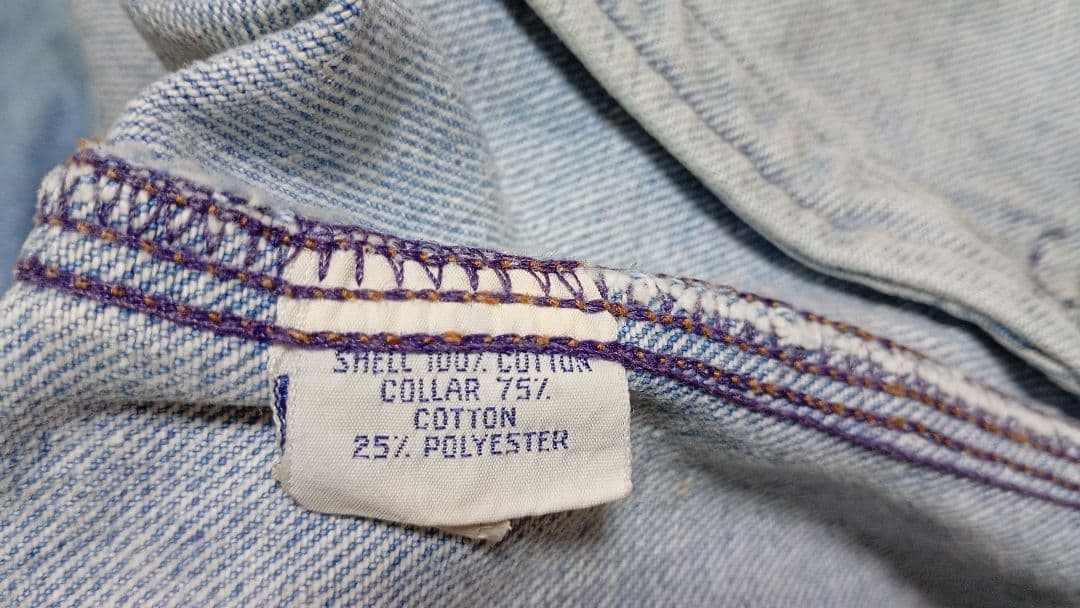 SHELL 100% COTTON
COLLAR 75%
COTTON
25% POLYESTER